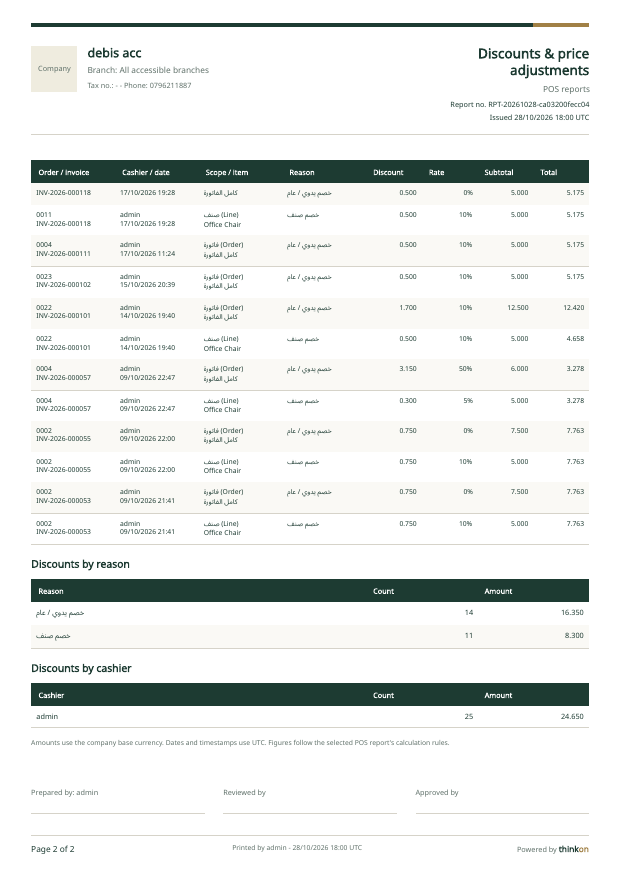 Company
debis acc
Branch: All accessible branches
Tax no.: - - Phone: 0796211887
Discounts & price
adjustments
POS reports
Report no. RPT-20261028-ca03200fecc04
Issued 28/10/2026 18:00 UTC
Order / invoice Cashier / date Scope / item Reason Discount Rate Subtotal Total
INV-2026-000118 17/10/2026 19:28 كامل الفاتورة خصم يدوي / عام 0.500 0% 5.000 5.175
0011 admin صنف (Line) خصم صنف 0.500 10% 5.000 5.175
INV-2026-000118 17/10/2026 19:28 Office Chair
0004 admin فاتورة (Order) خصم يدوي / عام 0.500 10% 5.000 5.175
INV-2026-000111 17/10/2026 11:24 كامل الفاتورة
0023 admin فاتورة (Order) خصم يدوي / عام 0.500 10% 5.000 5.175
INV-2026-000102 15/10/2026 20:39 كامل الفاتورة
0022 admin فاتورة (Order) خصم يدوي / عام 1.700 10% 12.500 12.420
INV-2026-000101 14/10/2026 19:40 كامل الفاتورة
0022 admin صنف (Line) خصم صنف 0.500 10% 5.000 4.658
INV-2026-000101 14/10/2026 19:40 Office Chair
0004 admin فاتورة (Order) خصم يدوي / عام 3.150 50% 6.000 3.278
INV-2026-000057 09/10/2026 22:47 كامل الفاتورة
0004 admin صنف (Line) خصم صنف 0.300 5% 5.000 3.278
INV-2026-000057 09/10/2026 22:47 Office Chair
0002 admin فاتورة (Order) خصم يدوي / عام 0.750 0% 7.500 7.763
INV-2026-000055 09/10/2026 22:00 كامل الفاتورة
0002 admin صنف (Line) خصم صنف 0.750 10% 5.000 7.763
INV-2026-000055 09/10/2026 22:00 Office Chair
0002 admin فاتورة (Order) خصم يدوي / عام 0.750 0% 7.500 7.763
INV-2026-000053 09/10/2026 21:41 كامل الفاتورة
0002 admin صنف (Line) خصم صنف 0.750 10% 5.000 7.763
INV-2026-000053 09/10/2026 21:41 Office Chair
Discounts by reason
Reason Count Amount
خصم يدوي / عام 14 16.350
خصم صنف 11 8.300
Discounts by cashier
Cashier Count Amount
admin 25 24.650
Amounts use the company base currency. Dates and timestamps use UTC. Figures follow the selected POS report's calculation rules.
Prepared by: admin Reviewed by Approved by
Page 2 of 2 Printed by admin - 28/10/2026 18:00 UTC Powered by thinkon